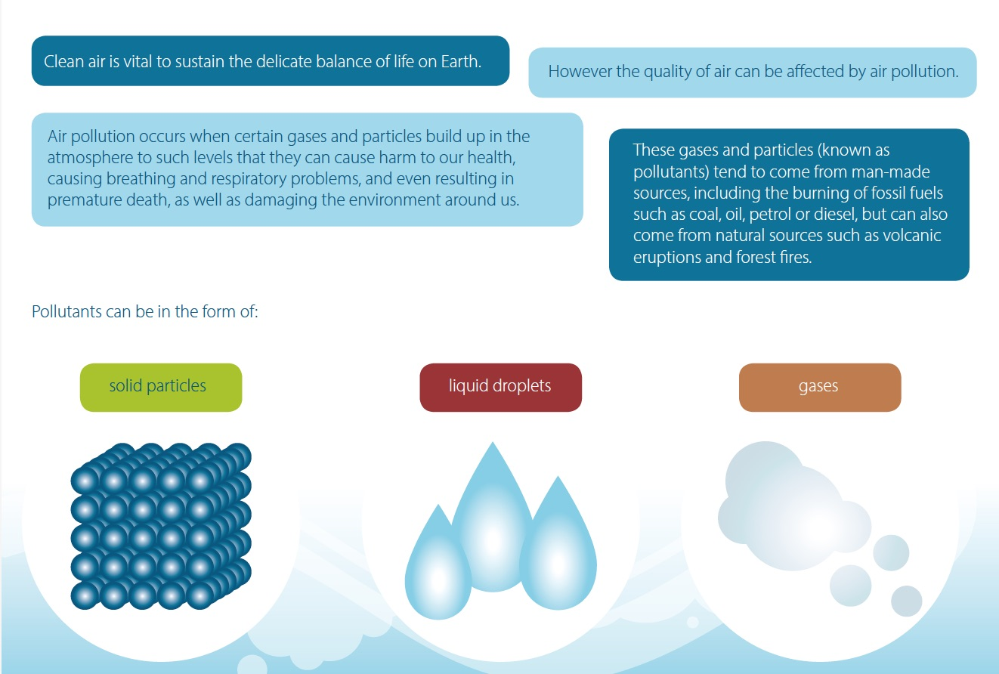 Clean air is vital to sustain the delicate balance of life on Earth.
However the quality of air can be affected by air pollution.
Air pollution occurs when certain gases and particles build up in the
atmosphere to such levels that they can cause harm to our health,
causing breathing and respiratory problems, and even resulting in
premature death, as well as damaging the environment around us.
These gases and particles (known as
pollutants) tend to come from man-made
sources, including the burning of fossil fuels
such as coal, oil, petrol or diesel, but can also
come from natural sources such as volcanic
eruptions and forest fires.
Pollutants can be in the form of:
solid particles
liquid droplets
gases